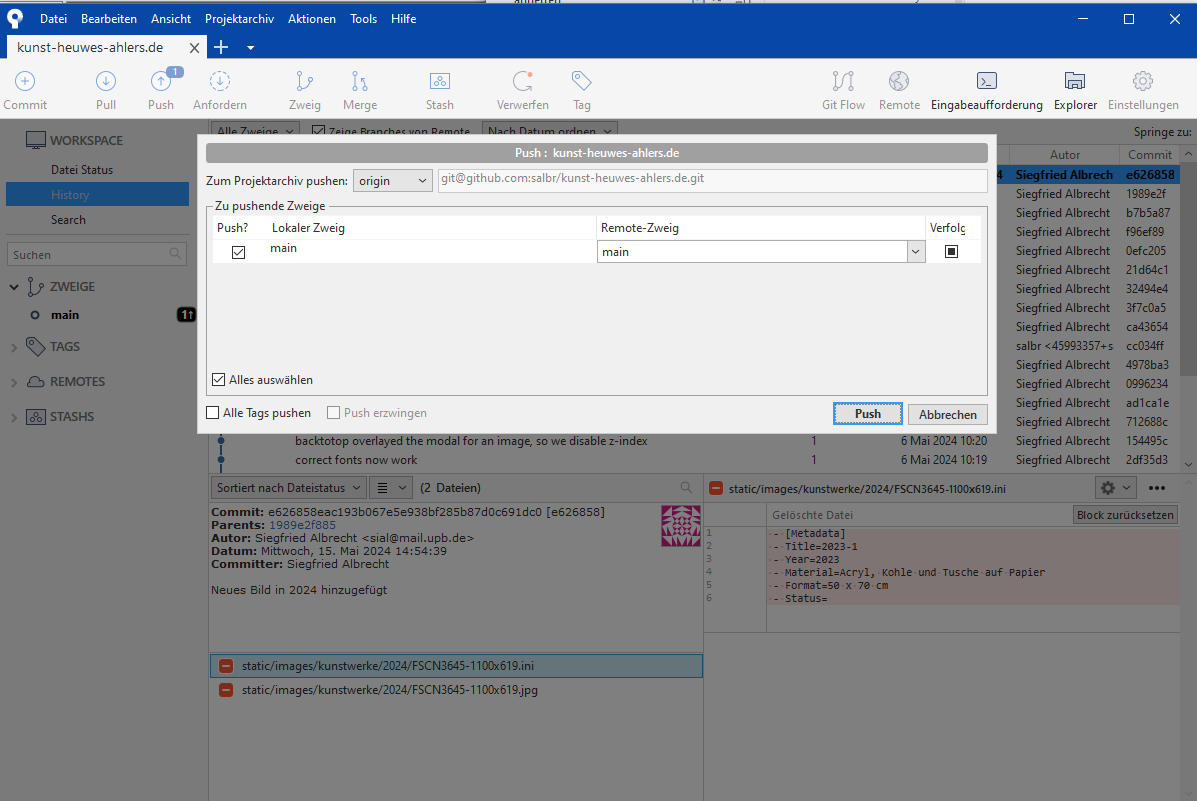 Datei Bearbeiten Ansicht Projektarchiv Aktionen Tools Hilfe
kunst-heuwes-ahlers.de
1
Commit Pull Push Anfordern Zweig Merge Stash Verwerfen Tag Git Flow Remote Eingabeaufforderung Explorer Einstellungen
WORKSPACE
Datei Status
History
Search
Suchen
ZWEIGE
main 1↑
TAGS
REMOTES
STASHS
Alle Zweige Zeige Branches von Remote Nach Datum ordnen Springe zu:
Push : kunst-heuwes-ahlers.de
Zum Projektarchiv pushen: origin git@github.com:salbr/kunst-heuwes-ahlers.de.git
Zu pushende Zweige
Push? Lokaler Zweig Remote-Zweig Verfolg
main main
Alles auswählen
Alle Tags pushen Push erzwingen Push Abbrechen
Autor Commit
4 Siegfried Albrech e626858
Siegfried Albrecht 1989e2f
Siegfried Albrecht b7b5a87
Siegfried Albrecht f96ef89
Siegfried Albrecht 0efc205
Siegfried Albrecht 21d64c1
Siegfried Albrecht 32494e4
Siegfried Albrecht 3f7c0a5
Siegfried Albrecht ca43654
salbr <45993357+s cc034ff
Siegfried Albrecht 4978ba3
Siegfried Albrecht 0996234
Siegfried Albrecht ad1ca1e
Siegfried Albrecht 712688c
backtotop overlayed the modal for an image, so we disable z-index 1 6 Mai 2024 10:20 Siegfried Albrecht 154495c
correct fonts now work 1 6 Mai 2024 10:19 Siegfried Albrecht 2df35d3
Sortiert nach Dateistatus (2 Dateien)
Commit: e626858eac193b067e5e938bf285b87d0c691dc0 [e626858]
Parents: 1989e2f885
Autor: Siegfried Albrecht <sial@mail.upb.de>
Datum: Mittwoch, 15. Mai 2024 14:54:39
Committer: Siegfried Albrecht
Neues Bild in 2024 hinzugefügt
static/images/kunstwerke/2024/FSCN3645-1100x619.ini
static/images/kunstwerke/2024/FSCN3645-1100x619.jpg
static/images/kunstwerke/2024/FSCN3645-1100x619.ini
Gelöschte Datei Block zurücksetzen
1 - [Metadata]
2 - Title=2023-1
3 - Year=2023
4 - Material=Acryl, Kohle und Tusche auf Papier
5 - Format=50 x 70 cm
6 - Status=